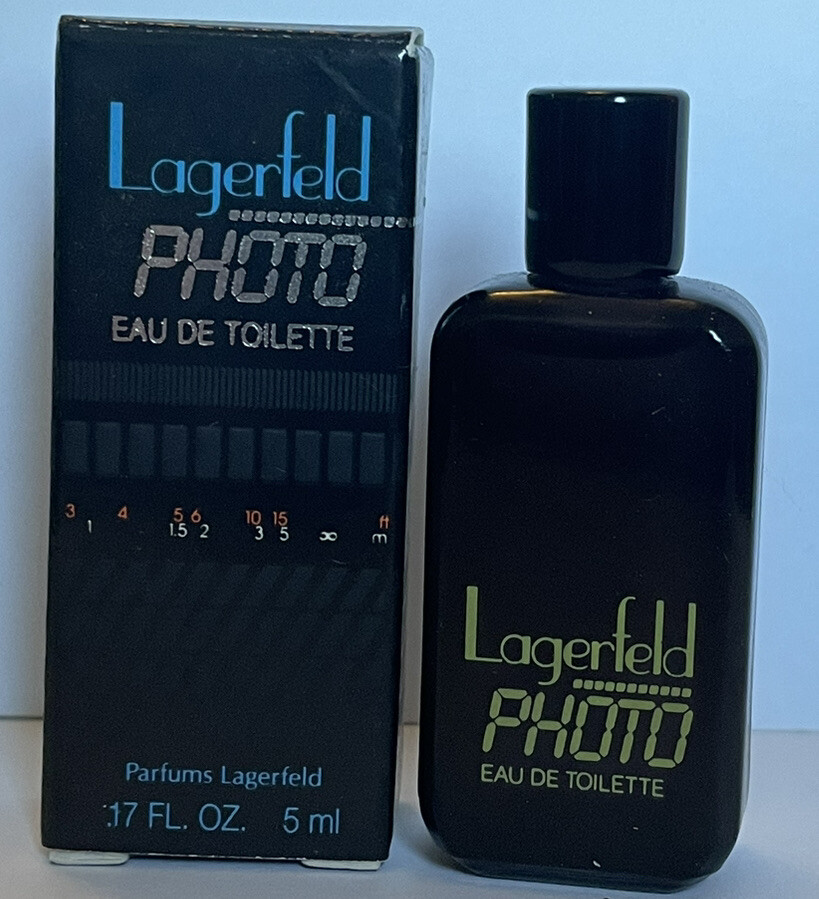 Lagerfeld
PHOTO
EAU DE TOILETTE
3 4 5 6 10 15 ft
1 1.5 2 3 5 ∞ m
Parfums Lagerfeld
.17 FL. OZ. 5 ml
Lagerfeld
PHOTO
EAU DE TOILETTE